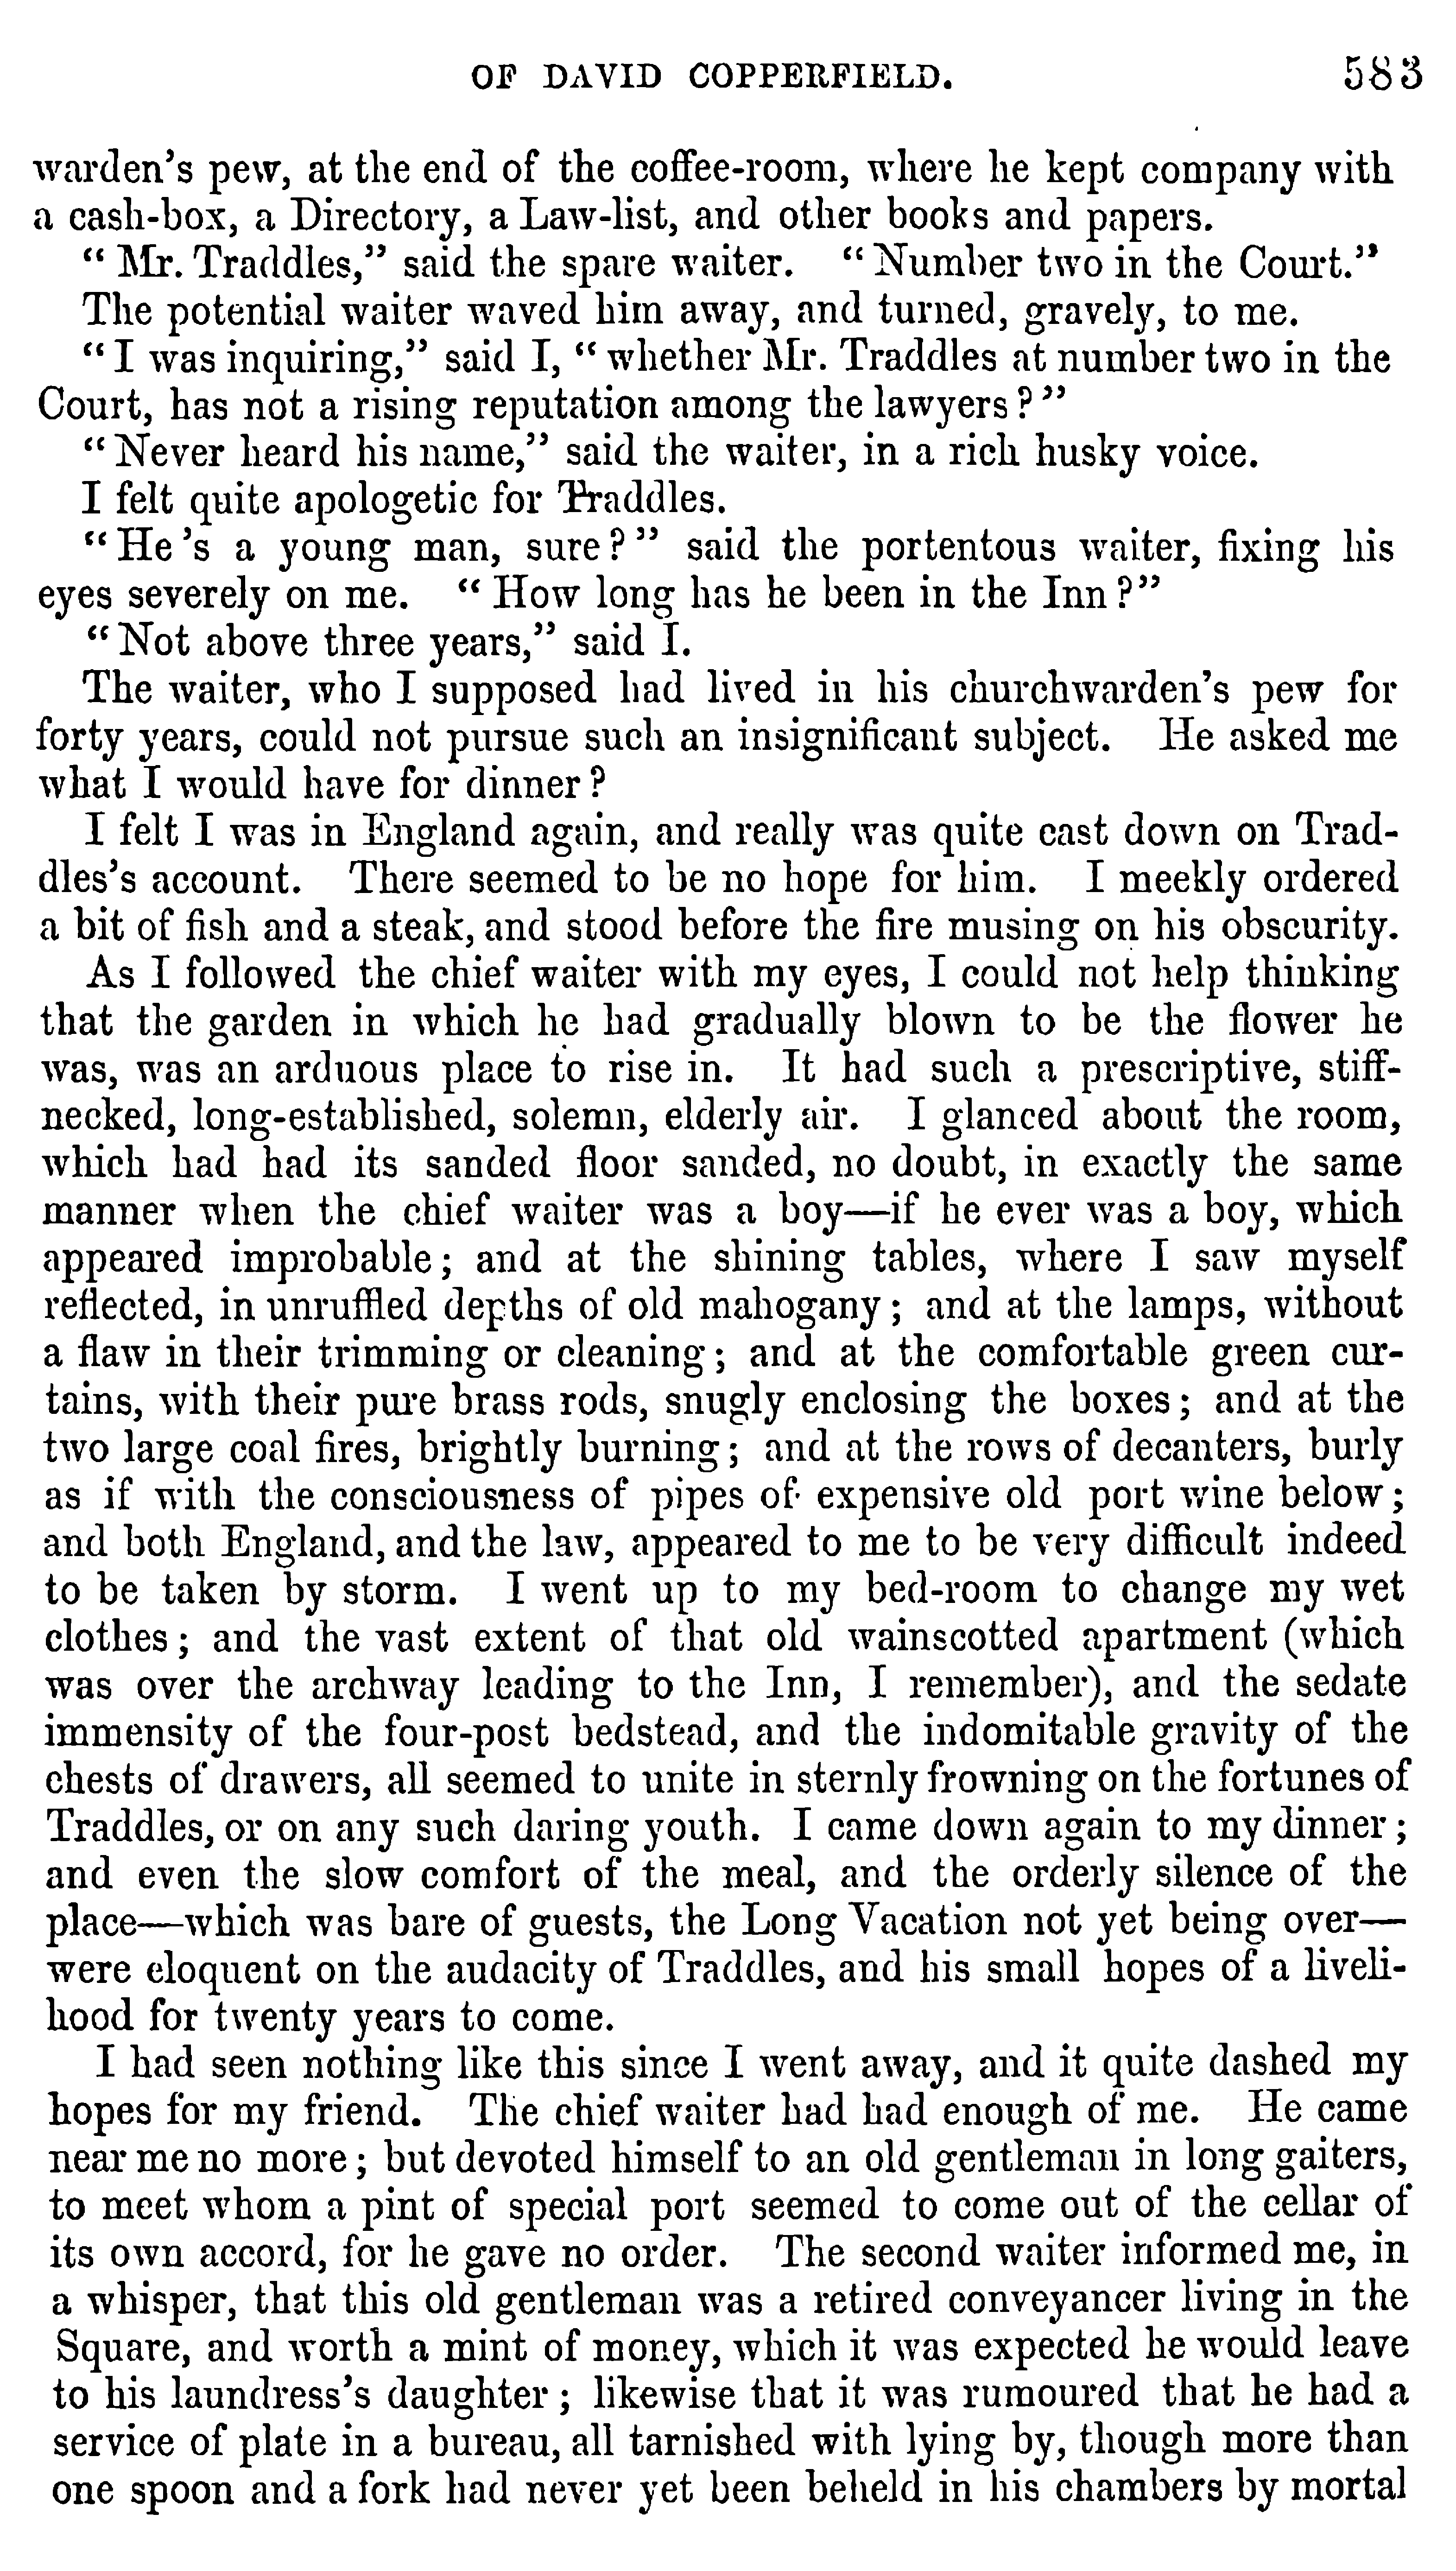 OF DAVID COPPERFIELD. 583
warden's pew, at the end of the coffee-room, where he kept company with
a cash-box, a Directory, a Law-list, and other books and papers.
"Mr. Traddles," said the spare waiter. "Number two in the Court."
The potential waiter waved him away, and turned, gravely, to me.
"I was inquiring," said I, "whether Mr. Traddles at number two in the
Court, has not a rising reputation among the lawyers?"
"Never heard his name," said the waiter, in a rich husky voice.
I felt quite apologetic for Traddles.
"He's a young man, sure?" said the portentous waiter, fixing his
eyes severely on me. "How long has he been in the Inn?"
"Not above three years," said I.
The waiter, who I supposed had lived in his churchwarden's pew for
forty years, could not pursue such an insignificant subject. He asked me
what I would have for dinner?
I felt I was in England again, and really was quite cast down on Trad-
dles's account. There seemed to be no hope for him. I meekly ordered
a bit of fish and a steak, and stood before the fire musing on his obscurity.
As I followed the chief waiter with my eyes, I could not help thinking
that the garden in which he had gradually blown to be the flower he
was, was an arduous place to rise in. It had such a prescriptive, stiff-
necked, long-established, solemn, elderly air. I glanced about the room,
which had had its sanded floor sanded, no doubt, in exactly the same
manner when the chief waiter was a boy—if he ever was a boy, which
appeared improbable; and at the shining tables, where I saw myself
reflected, in unruffled depths of old mahogany; and at the lamps, without
a flaw in their trimming or cleaning; and at the comfortable green cur-
tains, with their pure brass rods, snugly enclosing the boxes; and at the
two large coal fires, brightly burning; and at the rows of decanters, burly
as if with the consciousness of pipes of expensive old port wine below;
and both England, and the law, appeared to me to be very difficult indeed
to be taken by storm. I went up to my bed-room to change my wet
clothes; and the vast extent of that old wainscotted apartment (which
was over the archway leading to the Inn, I remember), and the sedate
immensity of the four-post bedstead, and the indomitable gravity of the
chests of drawers, all seemed to unite in sternly frowning on the fortunes of
Traddles, or on any such daring youth. I came down again to my dinner;
and even the slow comfort of the meal, and the orderly silence of the
place—which was bare of guests, the Long Vacation not yet being over—
were eloquent on the audacity of Traddles, and his small hopes of a liveli-
hood for twenty years to come.
I had seen nothing like this since I went away, and it quite dashed my
hopes for my friend. The chief waiter had had enough of me. He came
near me no more; but devoted himself to an old gentleman in long gaiters,
to meet whom a pint of special port seemed to come out of the cellar of
its own accord, for he gave no order. The second waiter informed me, in
a whisper, that this old gentleman was a retired conveyancer living in the
Square, and worth a mint of money, which it was expected he would leave
to his laundress's daughter; likewise that it was rumoured that he had a
service of plate in a bureau, all tarnished with lying by, though more than
one spoon and a fork had never yet been beheld in his chambers by mortal